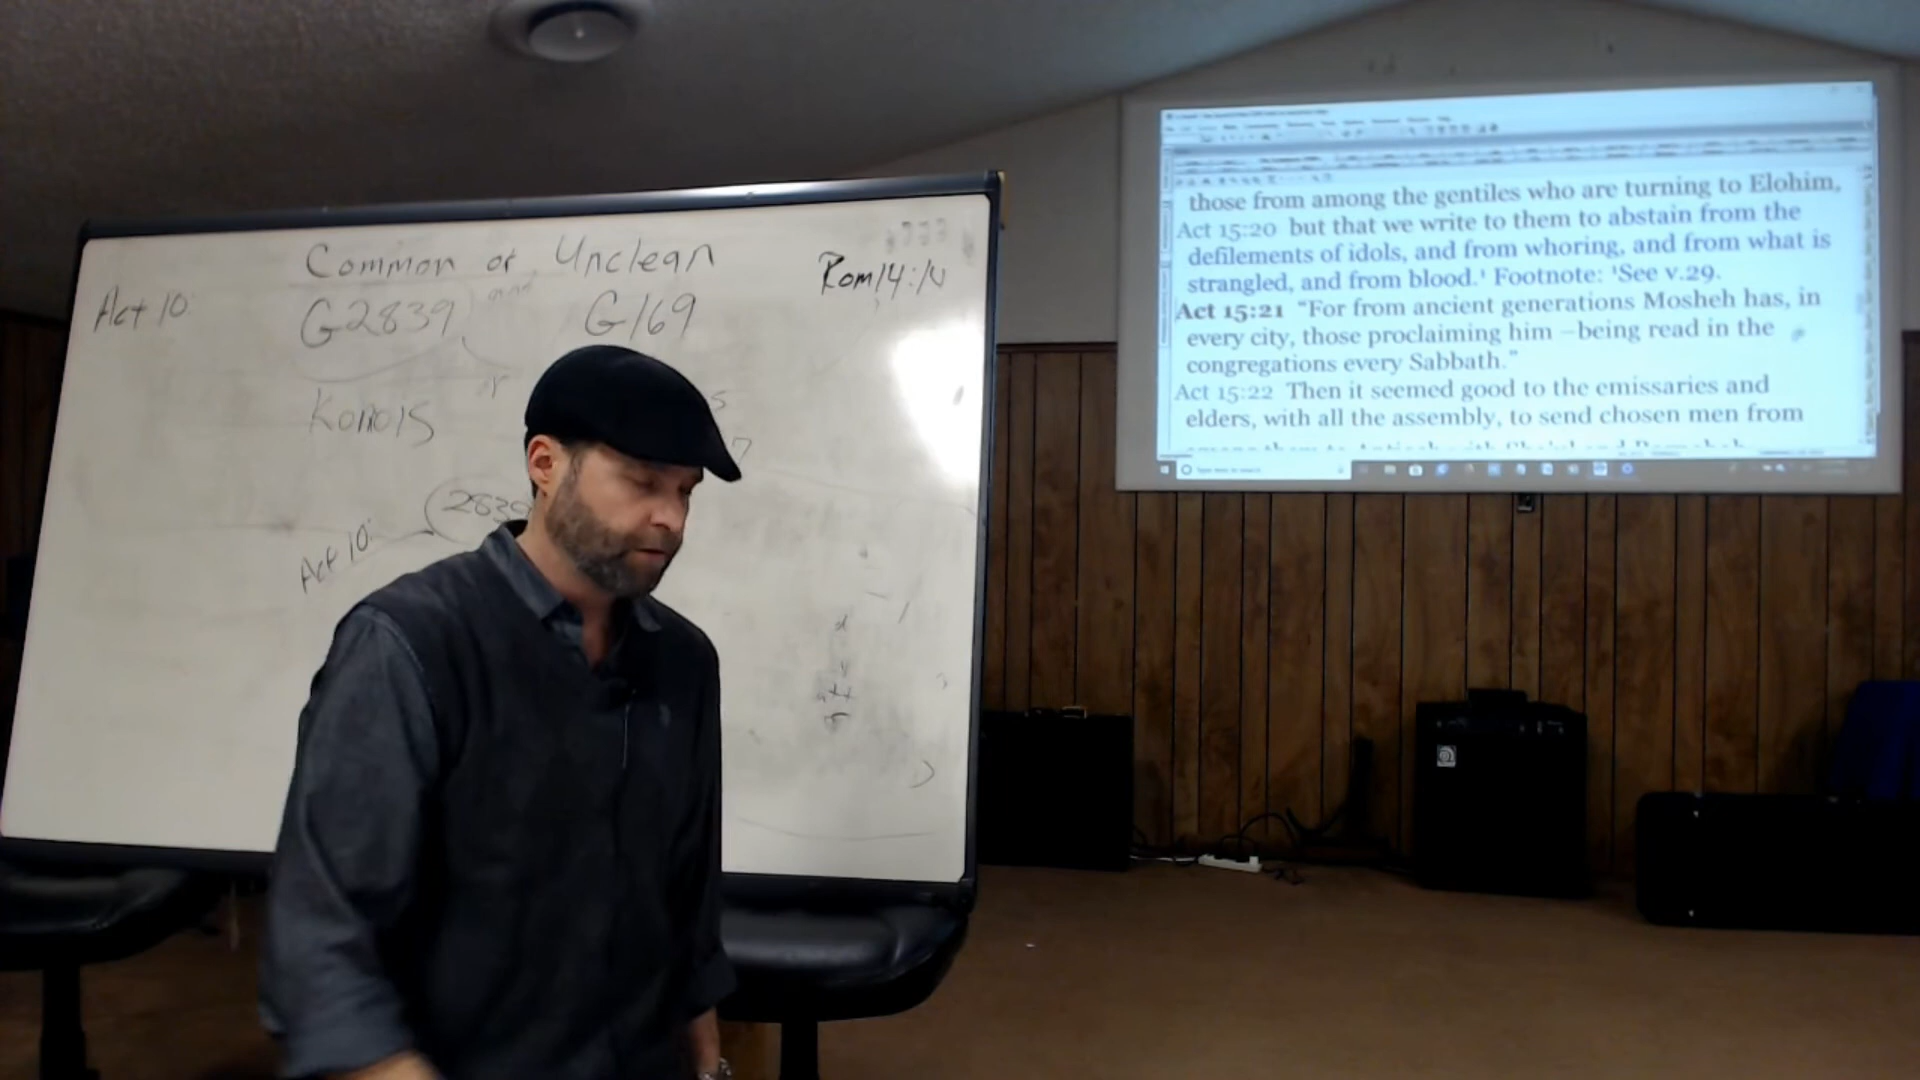 Common or Unclean
Act 10
G2839 and G169
Rom 14:14
or
Konois
2839
Act 10
those from among the gentiles who are turning to Elohim,
Act 15:20 but that we write to them to abstain from the
defilements of idols, and from whoring, and from what is
strangled, and from blood.¹ Footnote: ¹See v.29.
Act 15:21 “For from ancient generations Mosheh has, in
every city, those proclaiming him – being read in the
congregations every Sabbath.”
Act 15:22 Then it seemed good to the emissaries and
elders, with all the assembly, to send chosen men from